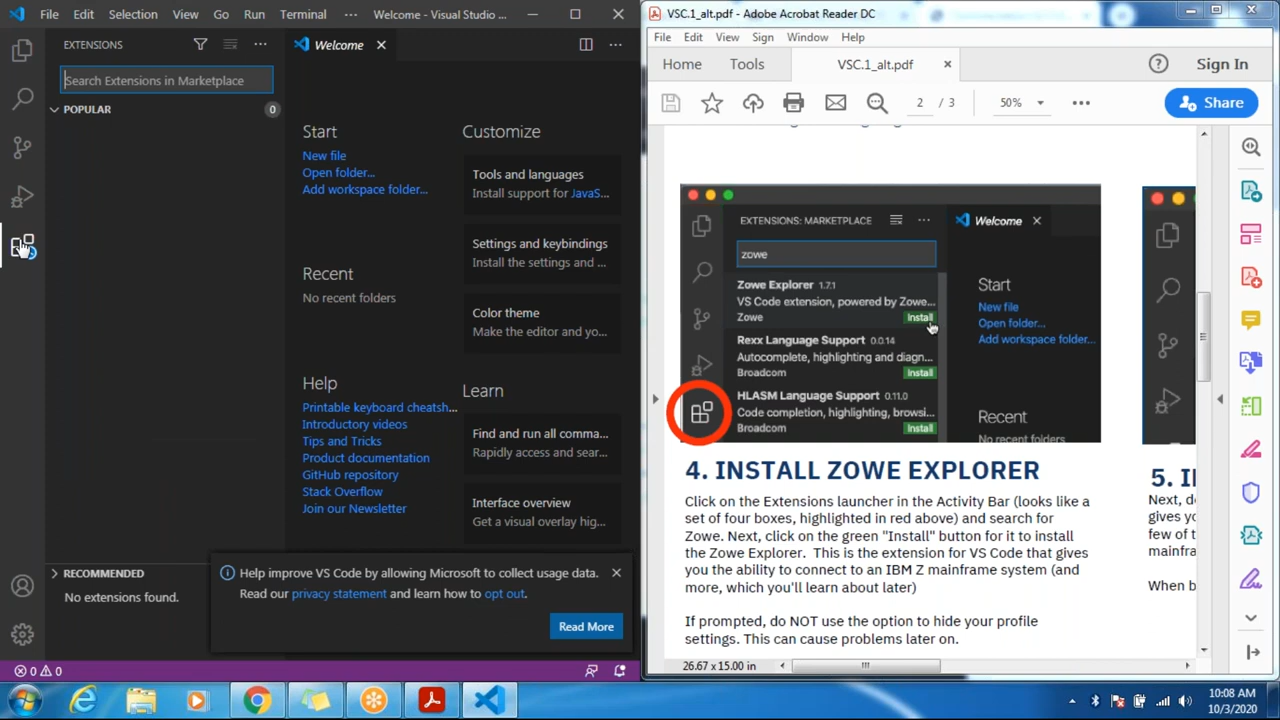 File Edit Selection View Go Run Terminal ··· Welcome - Visual Studio ...
EXTENSIONS
Search Extensions in Marketplace
POPULAR 0
Welcome
Start
New file
Open folder...
Add workspace folder...
Recent
No recent folders
Help
Printable keyboard cheatsh...
Introductory videos
Tips and Tricks
Product documentation
GitHub repository
Stack Overflow
Join our Newsletter
Customize
Tools and languages
Install support for JavaS...
Settings and keybindings
Install the settings and ...
Color theme
Make the editor and yo...
Learn
Find and run all comma...
Rapidly access and sear...
Interface overview
Get a visual overlay hig...
RECOMMENDED
No extensions found.
Help improve VS Code by allowing Microsoft to collect usage data.
Read our privacy statement and learn how to opt out.
Read More
0 0
VSC.1_alt.pdf - Adobe Acrobat Reader DC
File Edit View Sign Window Help
Home Tools VSC.1_alt.pdf Sign In
2 / 3 50% Share
EXTENSIONS: MARKETPLACE
zowe
Zowe Explorer 1.7.1
VS Code extension, powered by Zowe...
Zowe Install
Rexx Language Support 0.0.14
Autocomplete, highlighting and diagn...
Broadcom Install
HLASM Language Support 0.11.0
Code completion, highlighting, browsi...
Broadcom Install
Welcome
Start
New file
Open folder...
Add workspace folder...
Recent
No recent folders
4. INSTALL ZOWE EXPLORER
Click on the Extensions launcher in the Activity Bar (looks like a
set of four boxes, highlighted in red above) and search for
Zowe. Next, click on the green "Install" button for it to install
the Zowe Explorer. This is the extension for VS Code that gives
you the ability to connect to an IBM Z mainframe system (and
more, which you'll learn about later)
If prompted, do NOT use the option to hide your profile
settings. This can cause problems later on.
5. I
Next, d
gives yo
few of t
mainfra
When b
26.67 x 15.00 in
10:08 AM
10/3/2020